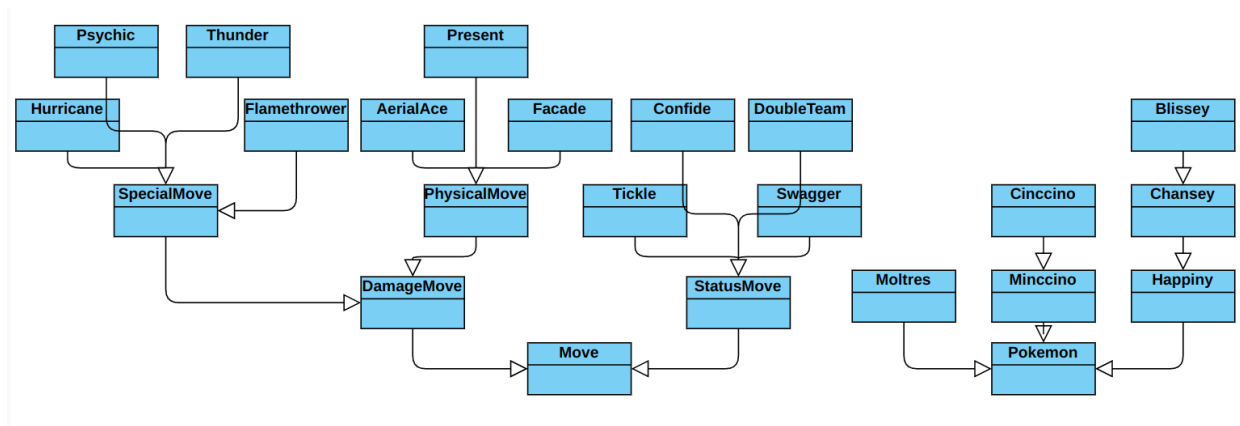 Psychic
Thunder
Present
Hurricane
Flamethrower
AerialAce
Facade
Confide
DoubleTeam
Blissey
SpecialMove
PhysicalMove
Tickle
Swagger
Cinccino
Chansey
DamageMove
StatusMove
Moltres
Minccino
Happiny
Move
Pokemon